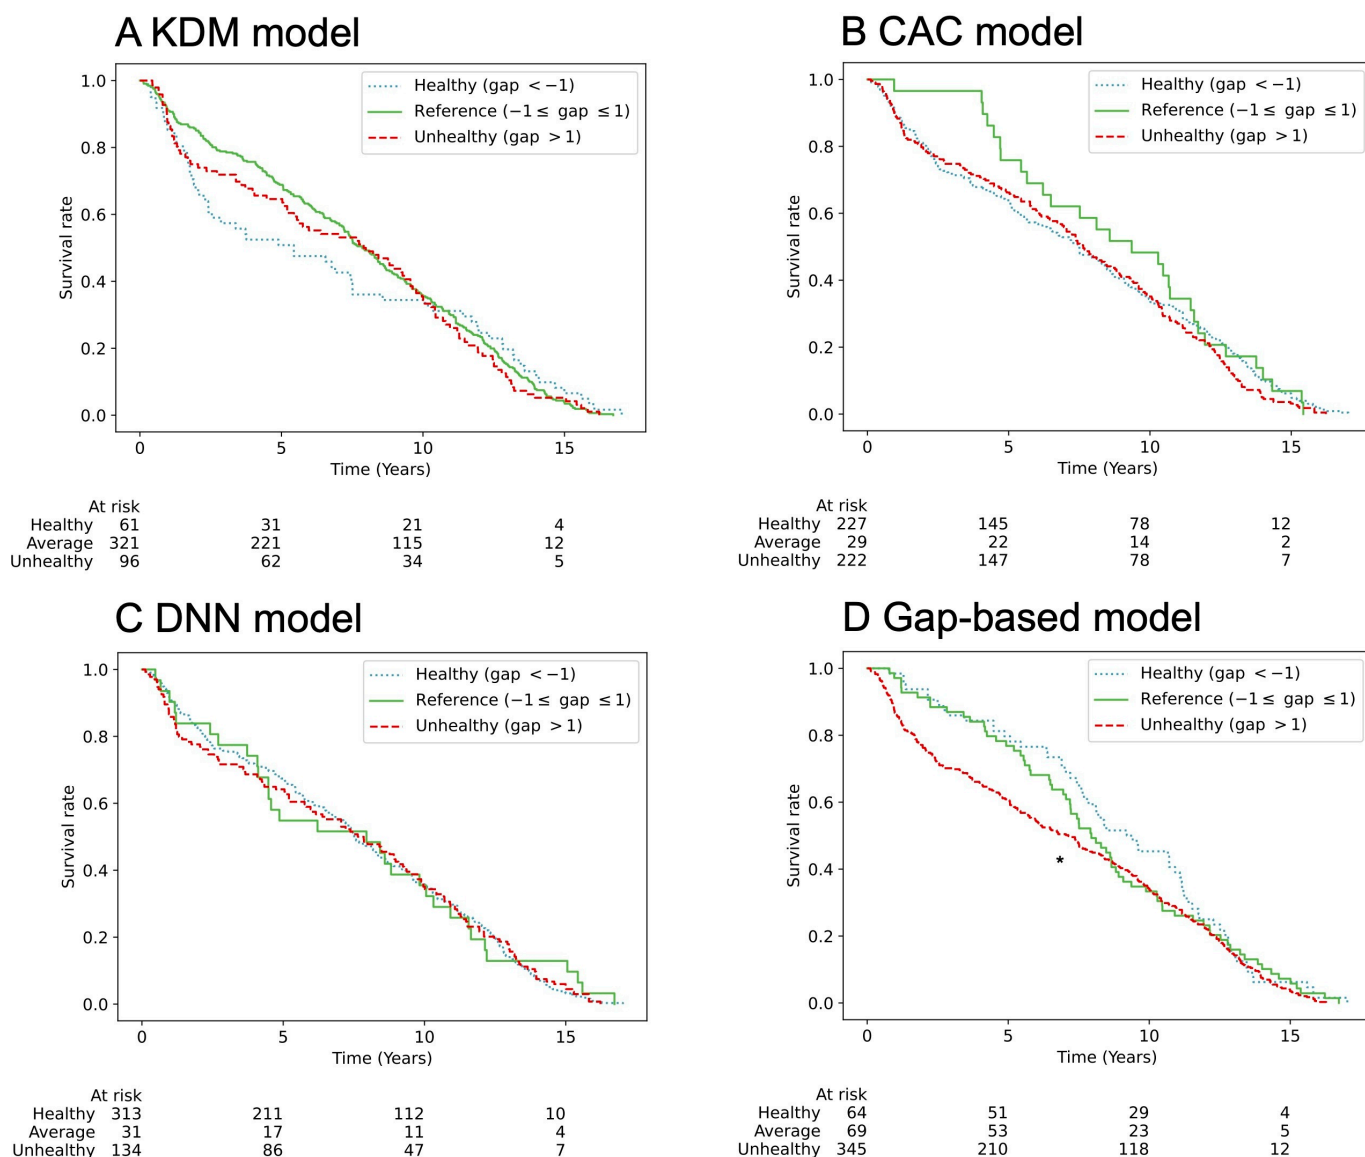 A KDM model
Healthy (gap < −1)
Reference (−1≤ gap ≤1)
Unhealthy (gap >1)
1.0
0.8
0.6
0.4
0.2
0.0
Survival rate
0 5 10 15
Time (Years)
At risk
Healthy 61 31 21 4
Average 321 221 115 12
Unhealthy 96 62 34 5
B CAC model
Healthy (gap < −1)
Reference (−1≤ gap ≤1)
Unhealthy (gap >1)
1.0
0.8
0.6
0.4
0.2
0.0
Survival rate
0 5 10 15
Time (Years)
At risk
Healthy 227 145 78 12
Average 29 22 14 2
Unhealthy 222 147 78 7
C DNN model
Healthy (gap < −1)
Reference (−1≤ gap ≤1)
Unhealthy (gap >1)
1.0
0.8
0.6
0.4
0.2
0.0
Survival rate
0 5 10 15
Time (Years)
At risk
Healthy 313 211 112 10
Average 31 17 11 4
Unhealthy 134 86 47 7
D Gap-based model
Healthy (gap < −1)
Reference (−1≤ gap ≤1)
Unhealthy (gap >1)
1.0
0.8
0.6
0.4
0.2
0.0
Survival rate
*
0 5 10 15
Time (Years)
At risk
Healthy 64 51 29 4
Average 69 53 23 5
Unhealthy 345 210 118 12